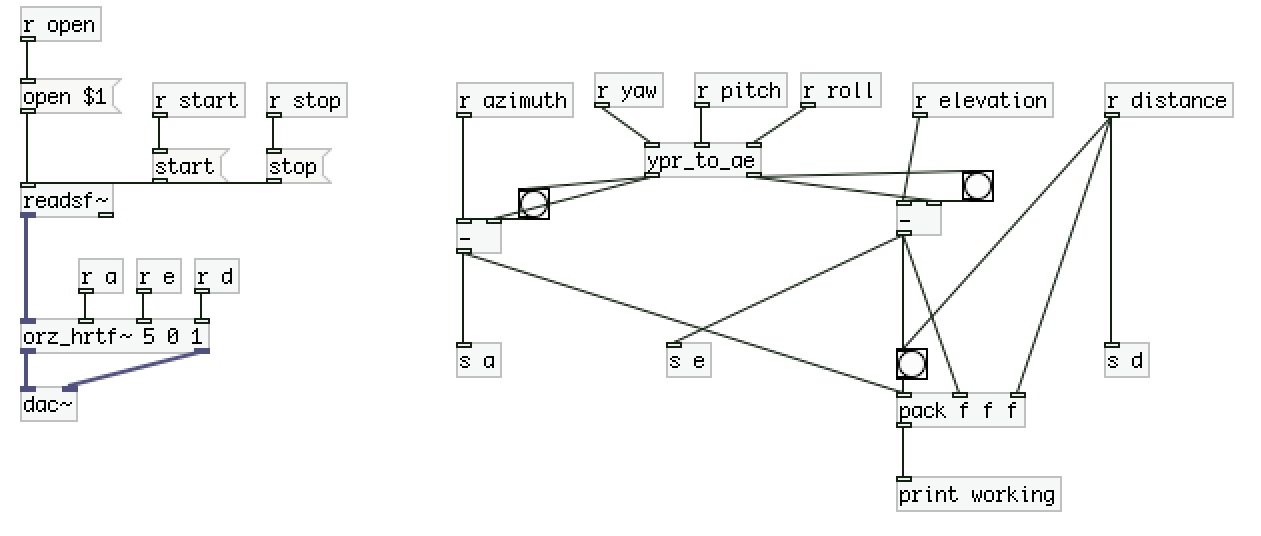 r open
open $1
r start
r stop
start
stop
readsf~
r a
r e
r d
orz_hrtf~ 5 0 1
dac~
r azimuth
r yaw
r pitch
r roll
r elevation
r distance
ypr_to_ae
-
-
s a
s e
s d
pack f f f
print working